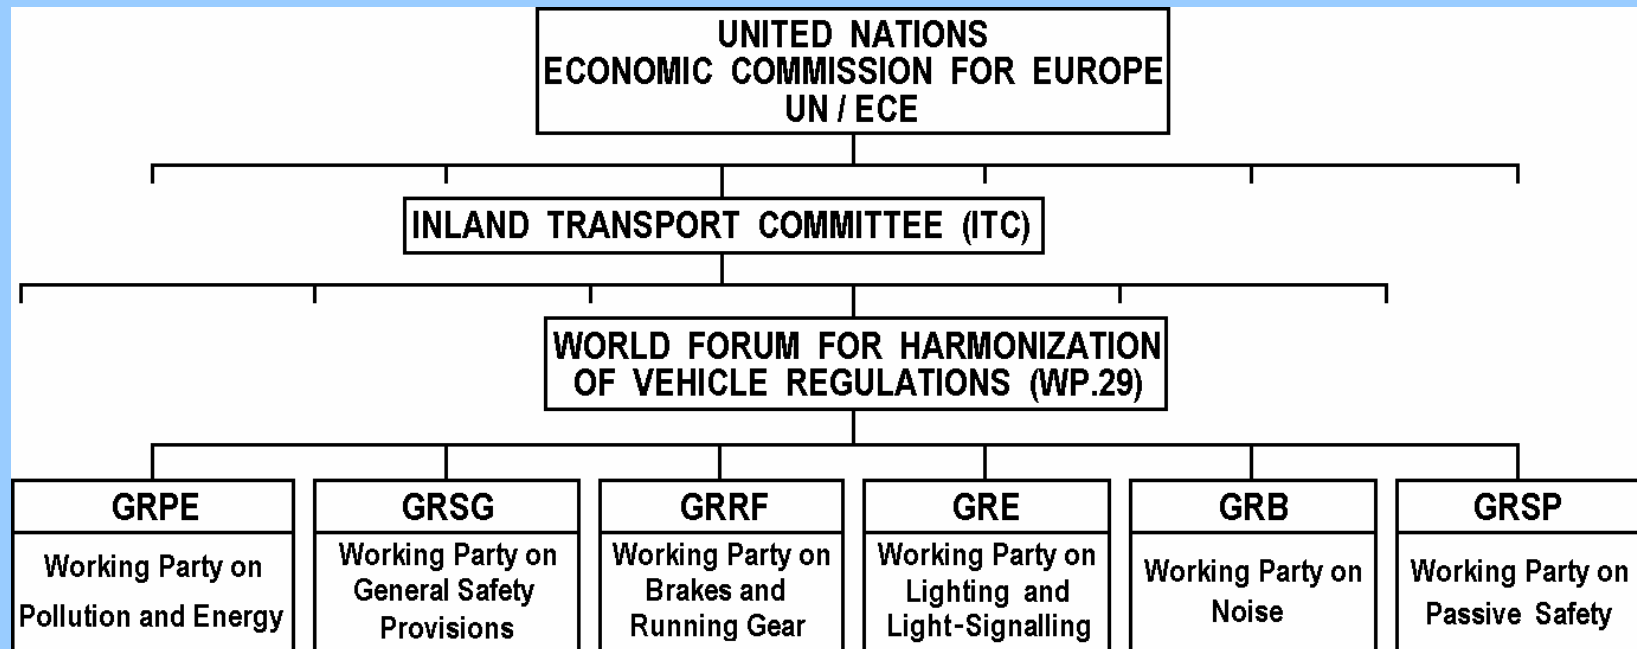 UNITED NATIONS
ECONOMIC COMMISSION FOR EUROPE
UN / ECE
INLAND TRANSPORT COMMITTEE (ITC)
WORLD FORUM FOR HARMONIZATION
OF VEHICLE REGULATIONS (WP.29)
GRPE
Working Party on
Pollution and Energy
GRSG
Working Party on
General Safety
Provisions
GRRF
Working Party on
Brakes and
Running Gear
GRE
Working Party on
Lighting and
Light-Signalling
GRB
Working Party on
Noise
GRSP
Working Party on
Passive Safety